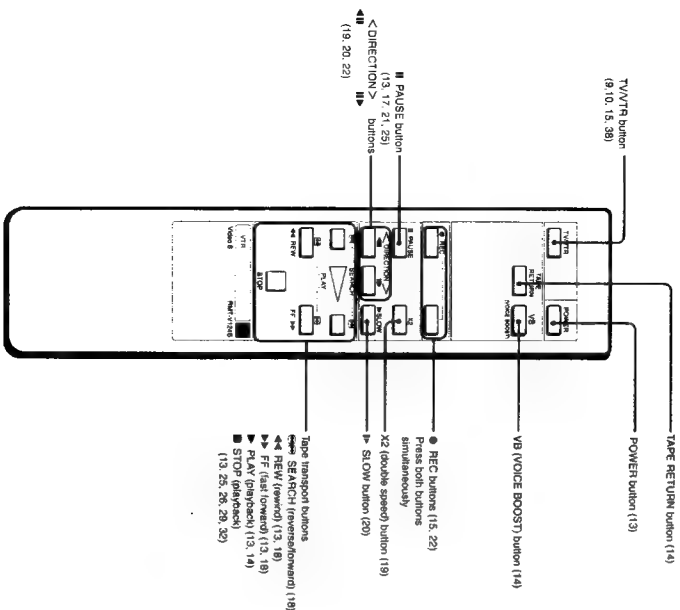 TV/VTR button
(9,10, 15, 38)
II PAUSE button
(13, 17, 21, 25)
<DIRECTION>
◀II II▶ buttons
(19, 20, 22)
TAPE RETURN button (14)
POWER button (13)
VB (VOICE BOOST) button (14)
● REC buttons (15, 22)
Press both buttons
simultaneously
X2 (double speed) button (19)
I▶ SLOW button (20)
Tape transport buttons
SEARCH (reverse/forward) (18)
◀◀ REW (rewind) (13, 18)
▶▶ FF (fast forward) (13, 18)
▶ PLAY (playback) (13, 14)
■ STOP (playback)
(13, 25, 26, 29, 32)
TV/VTR
POWER
TAPE
RETURN
VB
(VOICE BOOST)
● REC
II PAUSE
X2
<DIRECTION>
I▶ SLOW
SEARCH
PLAY
◀◀ REW
FF ▶▶
STOP
VTR
Video 8